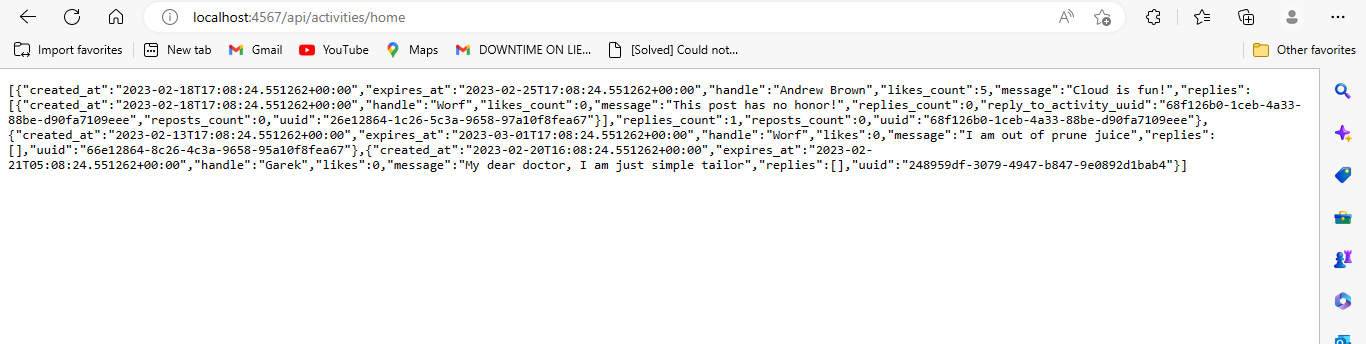 localhost:4567/api/activities/home
Import favorites New tab Gmail YouTube Maps DOWNTIME ON LIE... [Solved] Could not... Other favorites
[{"created_at":"2023-02-18T17:08:24.551262+00:00","expires_at":"2023-02-25T17:08:24.551262+00:00","handle":"Andrew Brown","likes_count":5,"message":"Cloud is fun!","replies":
[{"created_at":"2023-02-18T17:08:24.551262+00:00","handle":"Worf","likes_count":0,"message":"This post has no honor!","replies_count":0,"reply_to_activity_uuid":"68f126b0-1ceb-4a33-
88be-d90fa7109eee","reposts_count":0,"uuid":"26e12864-1c26-5c3a-9658-97a10f8fea67"}],"replies_count":1,"reposts_count":0,"uuid":"68f126b0-1ceb-4a33-88be-d90fa7109eee"},
{"created_at":"2023-02-13T17:08:24.551262+00:00","expires_at":"2023-03-01T17:08:24.551262+00:00","handle":"Worf","likes":0,"message":"I am out of prune juice","replies":
[],"uuid":"66e12864-8c26-4c3a-9658-95a10f8fea67"},{"created_at":"2023-02-20T16:08:24.551262+00:00","expires_at":"2023-02-
21T05:08:24.551262+00:00","handle":"Garek","likes":0,"message":"My dear doctor, I am just simple tailor","replies":[],"uuid":"248959df-3079-4947-b847-9e0892d1bab4"}]